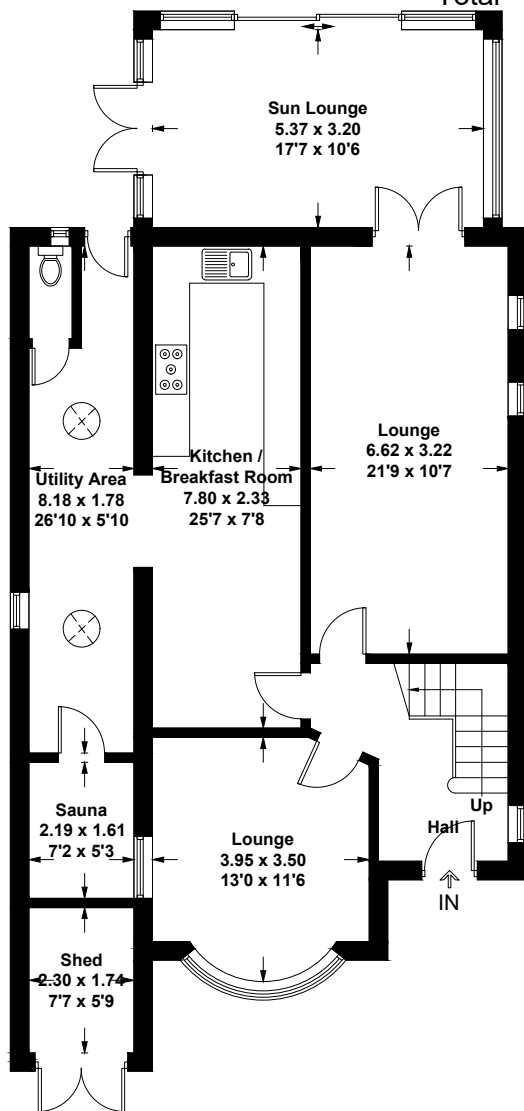 Total
Sun Lounge
5.37 x 3.20
17'7 x 10'6
Lounge
6.62 x 3.22
21'9 x 10'7
Kitchen /
Breakfast Room
7.80 x 2.33
25'7 x 7'8
Utility Area
8.18 x 1.78
26'10 x 5'10
Sauna
2.19 x 1.61
7'2 x 5'3
Lounge
3.95 x 3.50
13'0 x 11'6
Up
Hall
IN
Shed
2.30 x 1.74
7'7 x 5'9